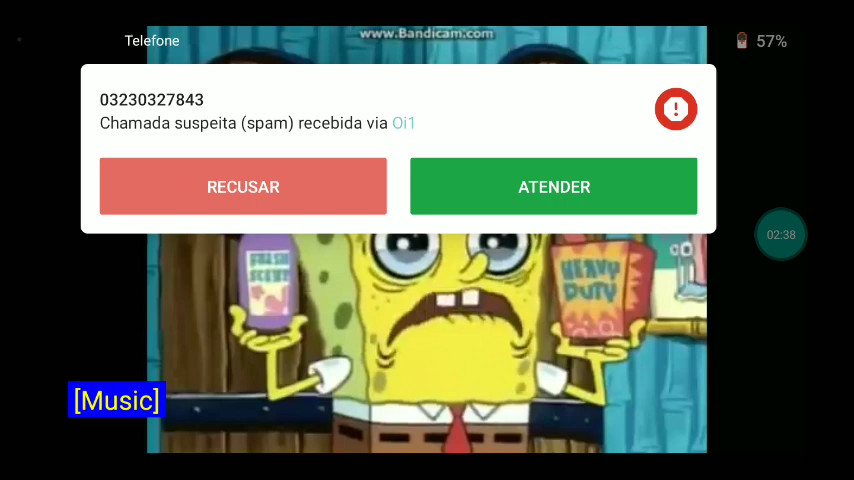 www.Bandicam.com
Telefone
57%
03230327843
Chamada suspeita (spam) recebida via Oi1
RECUSAR
ATENDER
02:38
FRESH
SCENT
HEAVY
DUTY
[Music]